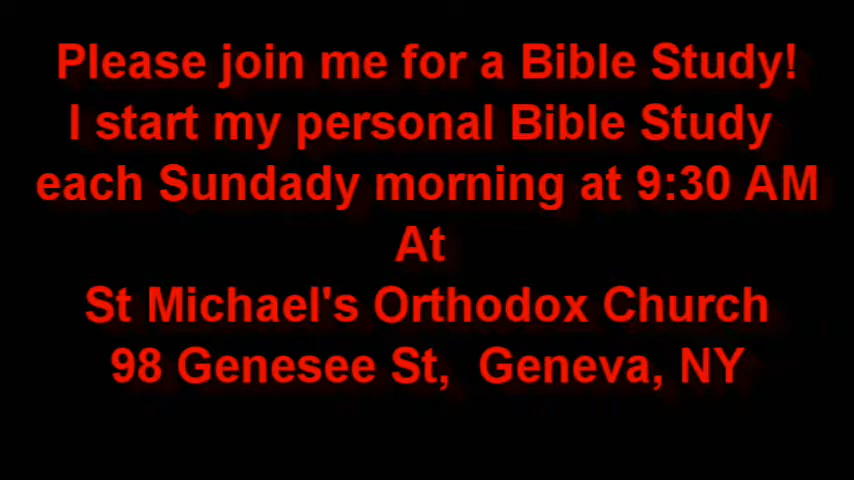 Please join me for a Bible Study!
I start my personal Bible Study
each Sundady morning at 9:30 AM
At
St Michael's Orthodox Church
98 Genesee St,  Geneva, NY